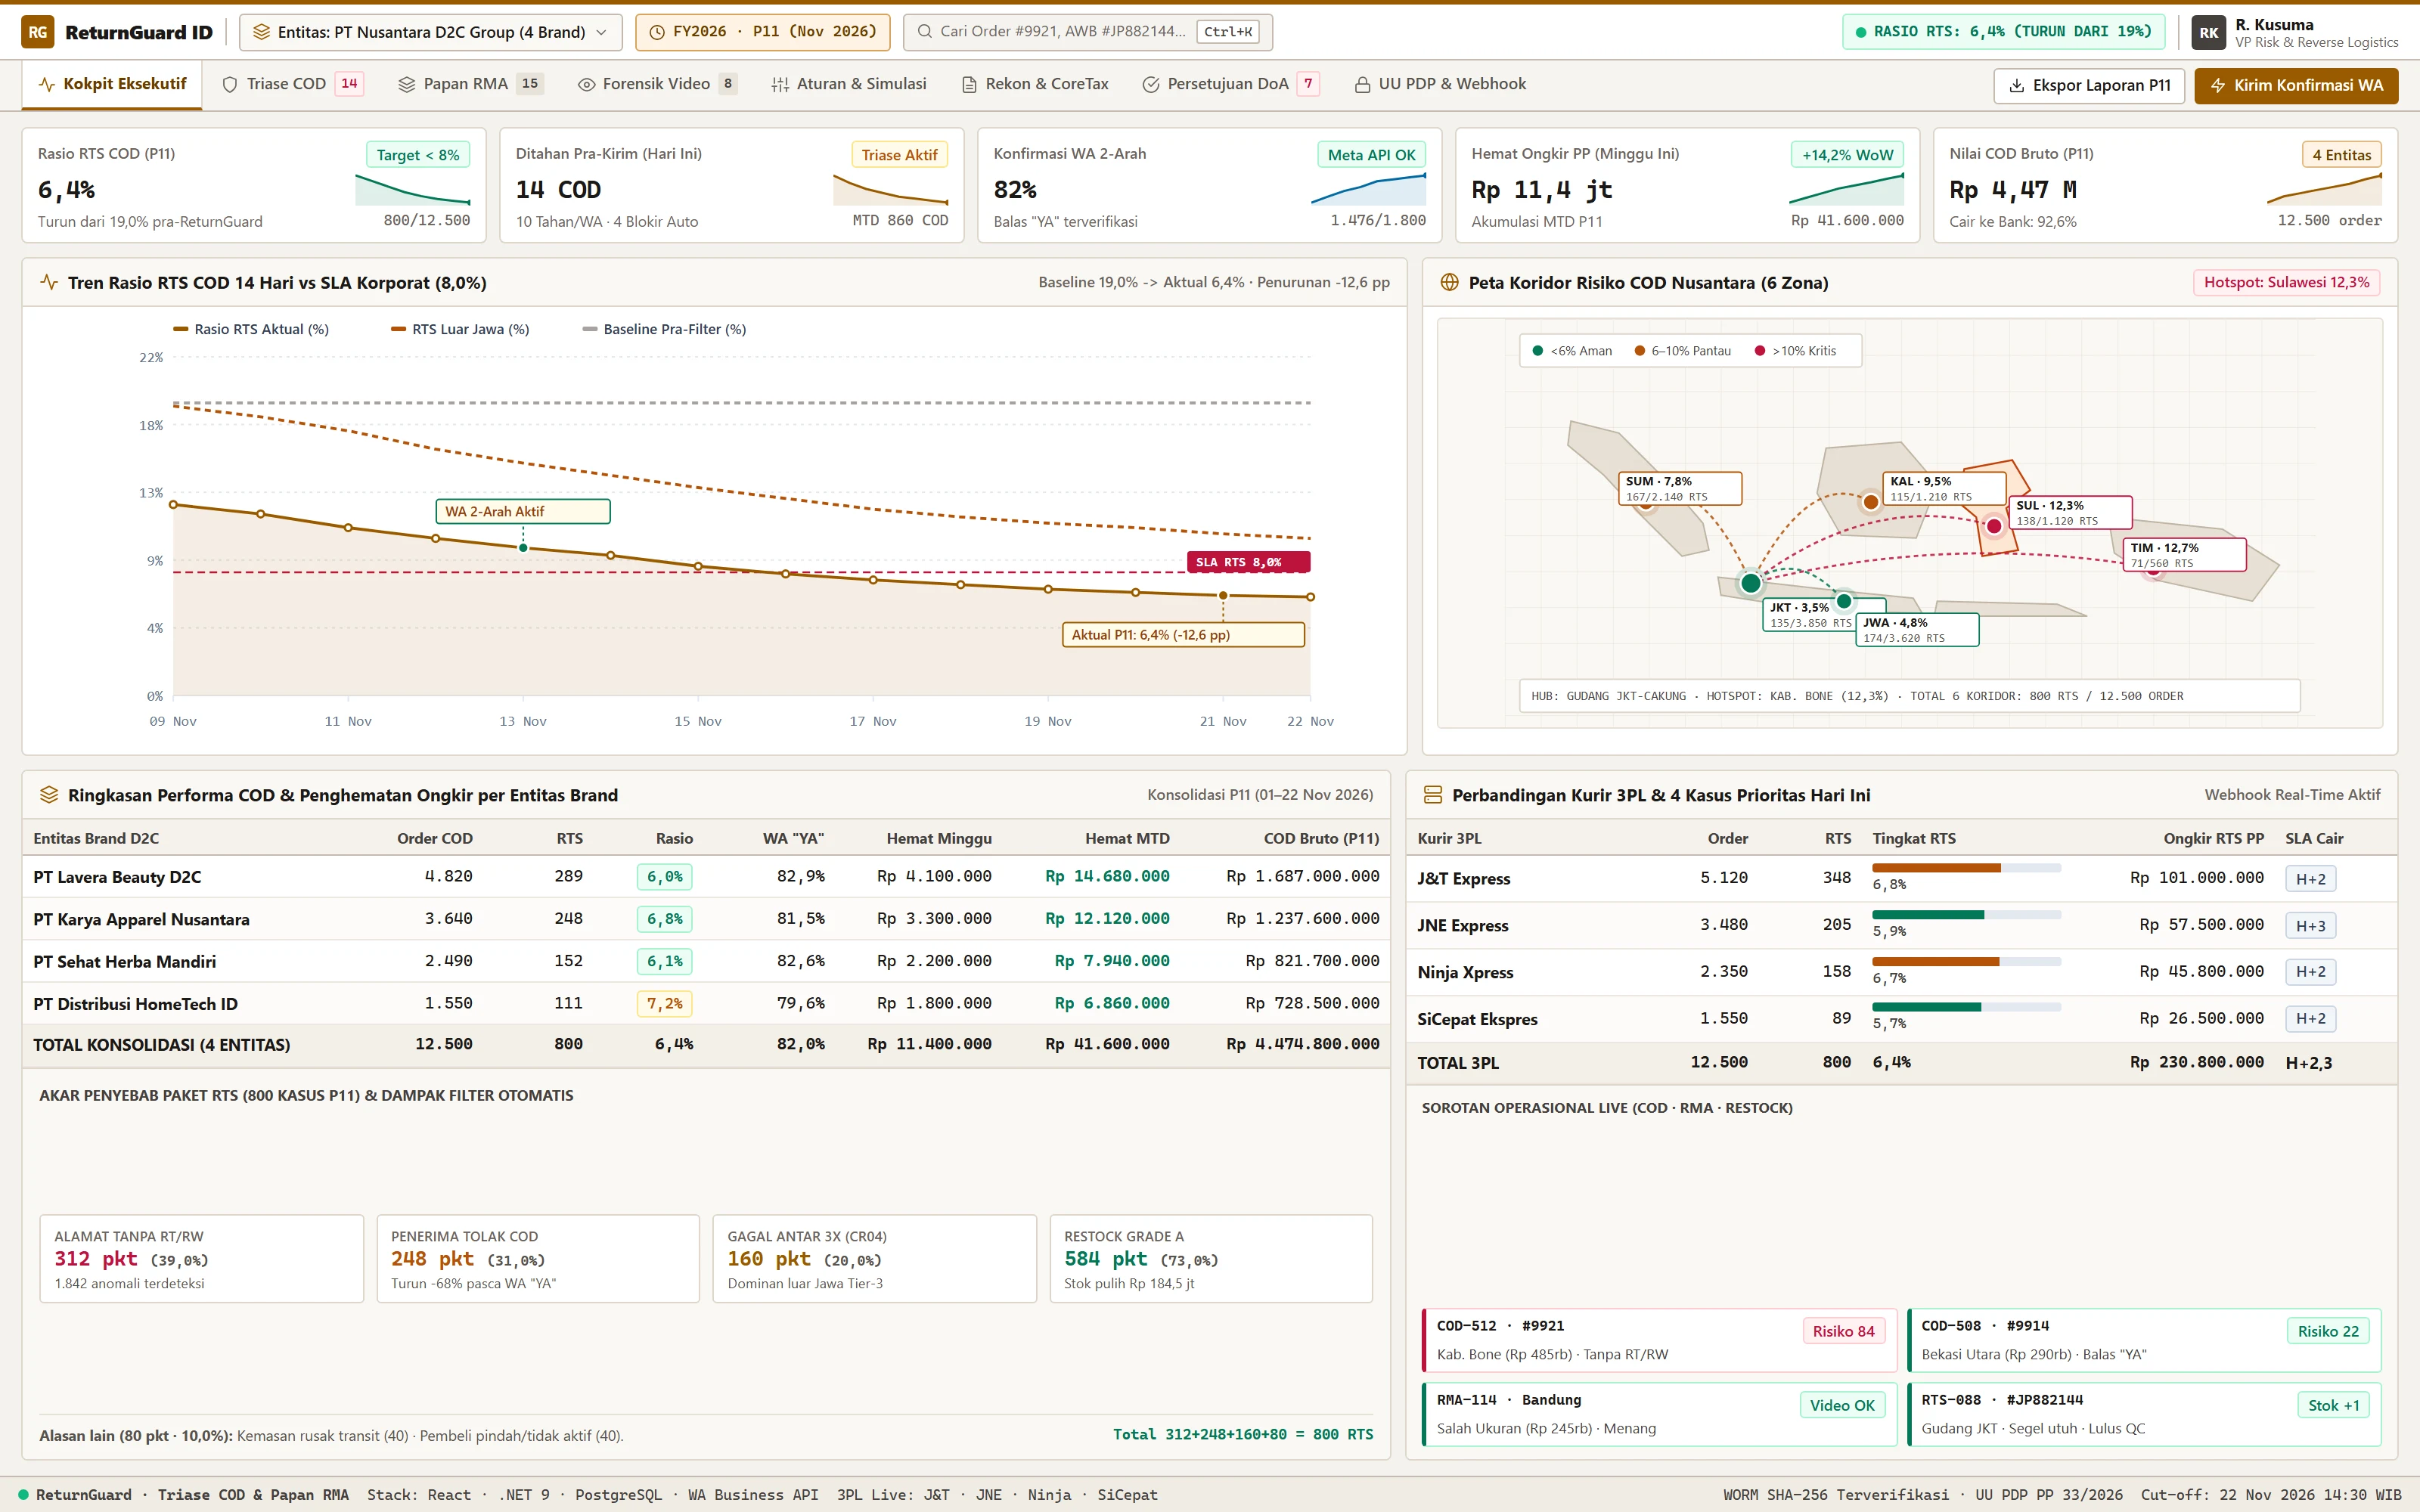 RG ReturnGuard ID
Entitas: PT Nusantara D2C Group (4 Brand)
FY2026 · P11 (Nov 2026)
Cari Order #9921, AWB #JP882144... Ctrl+K
RASIO RTS: 6,4% (TURUN DARI 19%)
RK
R. Kusuma
VP Risk & Reverse Logistics
Kokpit Eksekutif
Triase COD 14
Papan RMA 15
Forensik Video 8
Aturan & Simulasi
Rekon & CoreTax
Persetujuan DoA 7
UU PDP & Webhook
Ekspor Laporan P11
Kirim Konfirmasi WA
Rasio RTS COD (P11)
Target < 8%
6,4%
Turun dari 19,0% pra-ReturnGuard
800/12.500
Ditahan Pra-Kirim (Hari Ini)
Triase Aktif
14 COD
10 Tahan/WA · 4 Blokir Auto
MTD 860 COD
Konfirmasi WA 2-Arah
Meta API OK
82%
Balas "YA" terverifikasi
1.476/1.800
Hemat Ongkir PP (Minggu Ini)
+14,2% WoW
Rp 11,4 jt
Akumulasi MTD P11
Rp 41.600.000
Nilai COD Bruto (P11)
4 Entitas
Rp 4,47 M
Cair ke Bank: 92,6%
12.500 order
Tren Rasio RTS COD 14 Hari vs SLA Korporat (8,0%)
Baseline 19,0% -> Aktual 6,4% · Penurunan -12,6 pp
Rasio RTS Aktual (%)
RTS Luar Jawa (%)
Baseline Pra-Filter (%)
22%
18%
13%
9%
4%
0%
WA 2-Arah Aktif
SLA RTS 8,0%
Aktual P11: 6,4% (-12,6 pp)
09 Nov
11 Nov
13 Nov
15 Nov
17 Nov
19 Nov
21 Nov
22 Nov
Peta Koridor Risiko COD Nusantara (6 Zona)
Hotspot: Sulawesi 12,3%
<6% Aman
6–10% Pantau
>10% Kritis
SUM · 7,8%
167/2.140 RTS
KAL · 9,5%
115/1.210 RTS
SUL · 12,3%
138/1.120 RTS
TIM · 12,7%
71/560 RTS
JKT · 3,5%
135/3.850 RTS
JWA · 4,8%
174/3.620 RTS
HUB: GUDANG JKT-CAKUNG · HOTSPOT: KAB. BONE (12,3%) · TOTAL 6 KORIDOR: 800 RTS / 12.500 ORDER
Ringkasan Performa COD & Penghematan Ongkir per Entitas Brand
Konsolidasi P11 (01–22 Nov 2026)
Entitas Brand D2C Order COD RTS Rasio WA "YA" Hemat Minggu Hemat MTD COD Bruto (P11)
PT Lavera Beauty D2C 4.820 289 6,0% 82,9% Rp 4.100.000 Rp 14.680.000 Rp 1.687.000.000
PT Karya Apparel Nusantara 3.640 248 6,8% 81,5% Rp 3.300.000 Rp 12.120.000 Rp 1.237.600.000
PT Sehat Herba Mandiri 2.490 152 6,1% 82,6% Rp 2.200.000 Rp 7.940.000 Rp 821.700.000
PT Distribusi HomeTech ID 1.550 111 7,2% 79,6% Rp 1.800.000 Rp 6.860.000 Rp 728.500.000
TOTAL KONSOLIDASI (4 ENTITAS) 12.500 800 6,4% 82,0% Rp 11.400.000 Rp 41.600.000 Rp 4.474.800.000
AKAR PENYEBAB PAKET RTS (800 KASUS P11) & DAMPAK FILTER OTOMATIS
ALAMAT TANPA RT/RW
312 pkt (39,0%)
1.842 anomali terdeteksi
PENERIMA TOLAK COD
248 pkt (31,0%)
Turun -68% pasca WA "YA"
GAGAL ANTAR 3X (CR04)
160 pkt (20,0%)
Dominan luar Jawa Tier-3
RESTOCK GRADE A
584 pkt (73,0%)
Stok pulih Rp 184,5 jt
Alasan lain (80 pkt · 10,0%): Kemasan rusak transit (40) · Pembeli pindah/tidak aktif (40).
Total 312+248+160+80 = 800 RTS
Perbandingan Kurir 3PL & 4 Kasus Prioritas Hari Ini
Webhook Real-Time Aktif
Kurir 3PL Order RTS Tingkat RTS Ongkir RTS PP SLA Cair
J&T Express 5.120 348 6,8% Rp 101.000.000 H+2
JNE Express 3.480 205 5,9% Rp 57.500.000 H+3
Ninja Xpress 2.350 158 6,7% Rp 45.800.000 H+2
SiCepat Ekspres 1.550 89 5,7% Rp 26.500.000 H+2
TOTAL 3PL 12.500 800 6,4% Rp 230.800.000 H+2,3
SOROTAN OPERASIONAL LIVE (COD · RMA · RESTOCK)
COD-512 · #9921
Risiko 84
Kab. Bone (Rp 485rb) · Tanpa RT/RW
COD-508 · #9914
Risiko 22
Bekasi Utara (Rp 290rb) · Balas "YA"
RMA-114 · Bandung
Video OK
Salah Ukuran (Rp 245rb) · Menang
RTS-088 · #JP882144
Stok +1
Gudang JKT · Segel utuh · Lulus QC
ReturnGuard · Triase COD & Papan RMA Stack: React · .NET 9 · PostgreSQL · WA Business API 3PL Live: J&T · JNE · Ninja · SiCepat
WORM SHA-256 Terverifikasi · UU PDP PP 33/2026 Cut-off: 22 Nov 2026 14:30 WIB